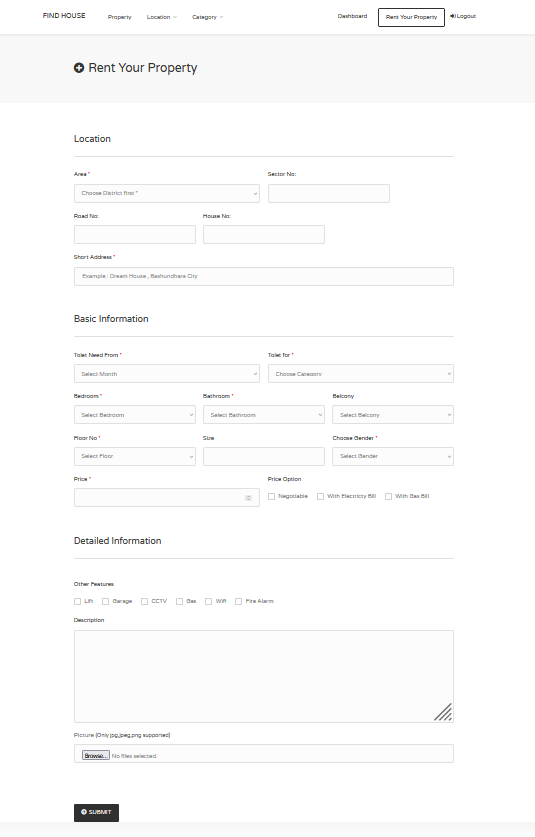 FIND HOUSE Property Location Category Dashboard Rent Your Property Logout
Rent Your Property
Location
Area * Sector No:
Choose District First *
Road No: House No:
Short Address *
Example : Dream House , Bashundhara City
Basic Information
Tolet Need From * Tolet for *
Select Month Choose Category
Bedroom * Bathroom * Belcony
Select Bedroom Select Bathroom Select Belcony
Floor No * Size Choose Gender *
Select Floor Select Gender
Price * Price Option
Negotiable With Electricty Bill With Gas Bill
Detailed Information
Other Features
Lift Garage CCTV Gas Wifi Fire Alarm
Description
Picture (Only jpg,jpeg,png supported)
Browse... No files selected.
SUBMIT